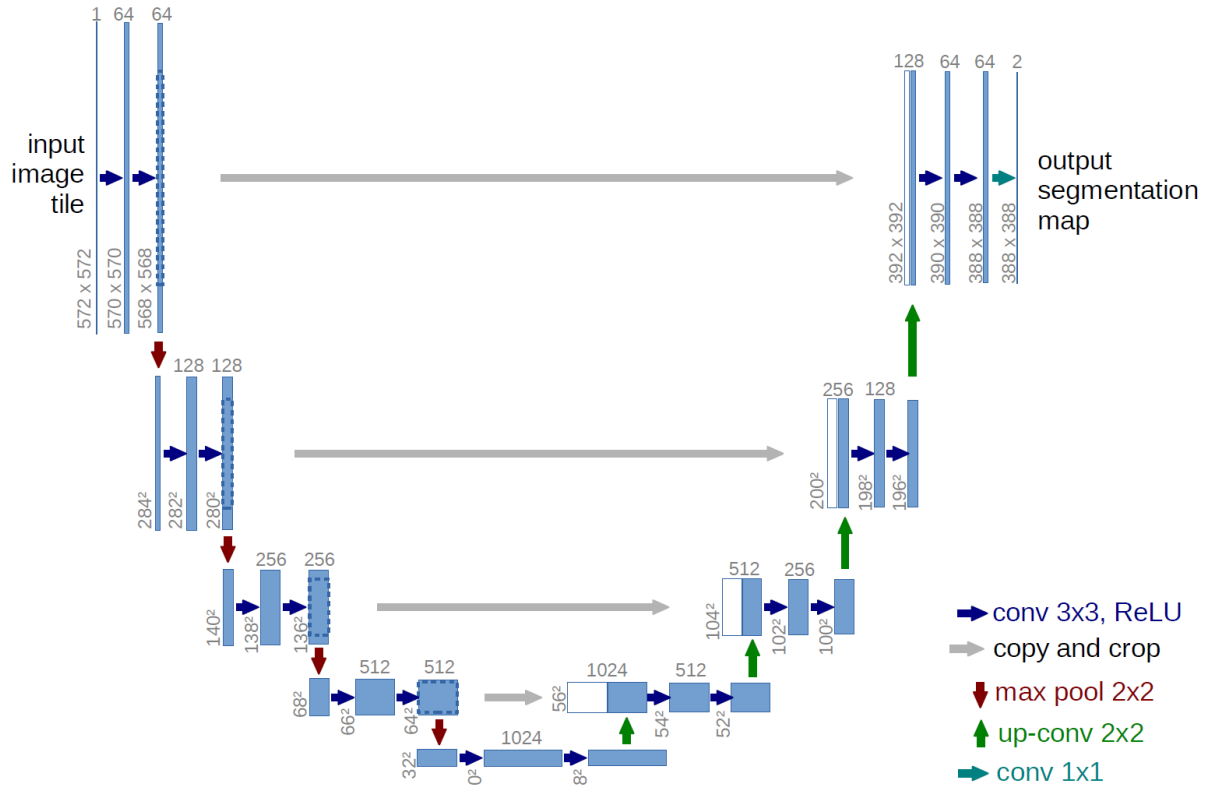 1 64 64
128 64 64 2
input
image
tile
output
segmentation
map
572 x 572
570 x 570
568 x 568
392 x 392
390 x 390
388 x 388
388 x 388
128 128
256 128
284²
282²
280²
200²
198²
196²
256 256
512 256
140²
138²
136²
104²
102²
100²
512 512
1024 512
68²
66²
64²
56²
54²
52²
1024
32²
0²
8²
conv 3x3, ReLU
copy and crop
max pool 2x2
up-conv 2x2
conv 1x1